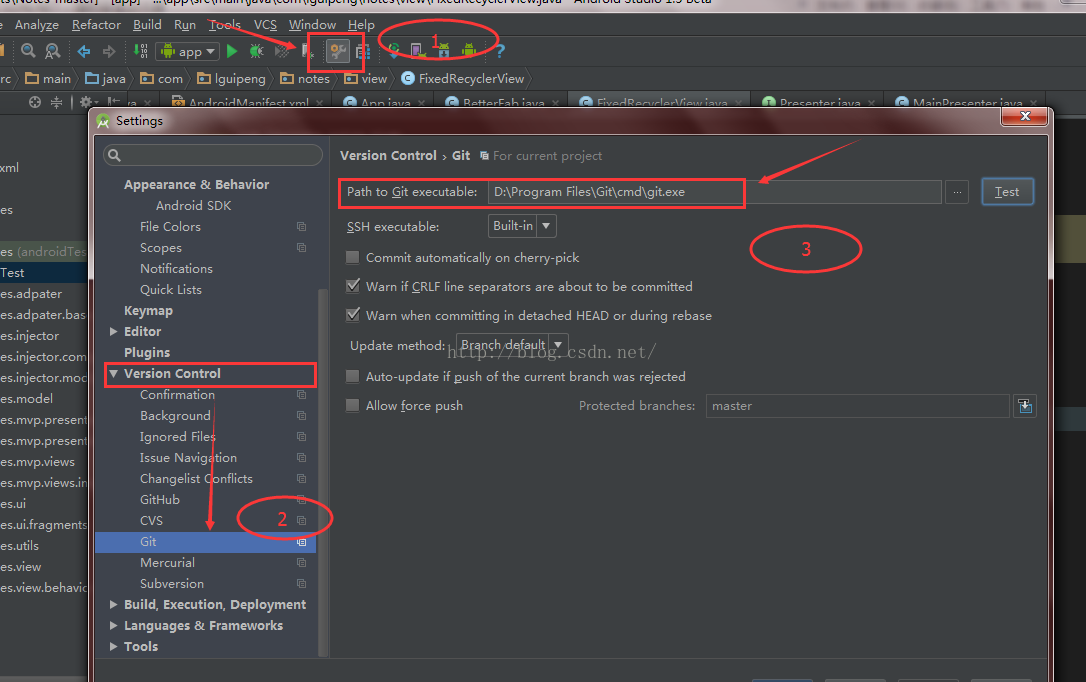 Analyze Refactor Build Run Tools VCS Window Help
1
app
main java com lguipeng notes view FixedRecyclerView
AndroidManifest.xml App.java BetterFab.java FixedRecyclerView.java Presenter.java MainPresenter.java
Settings
Version Control › Git For current project
Path to Git executable: D:\Program Files\Git\cmd\git.exe ... Test
SSH executable: Built-in
3
Commit automatically on cherry-pick
Warn if CRLF line separators are about to be committed
Warn when committing in detached HEAD or during rebase
Update method: Branch default
http://blog.csdn.net/
Auto-update if push of the current branch was rejected
Allow force push Protected branches: master
Appearance & Behavior
Android SDK
File Colors
Scopes
Notifications
Quick Lists
Keymap
Editor
Plugins
Version Control
Confirmation
Background
Ignored Files
Issue Navigation
Changelist Conflicts
GitHub
CVS
2
Git
Mercurial
Subversion
Build, Execution, Deployment
Languages & Frameworks
Tools
xml
es
es (androidTes
Test
es.adpater
es.adpater.bas
es.injector
es.injector.com
es.injector.mod
es.model
es.mvp.present
es.mvp.present
es.mvp.views
es.mvp.views.in
es.ui
es.ui.fragments
es.utils
es.view
es.view.behavio